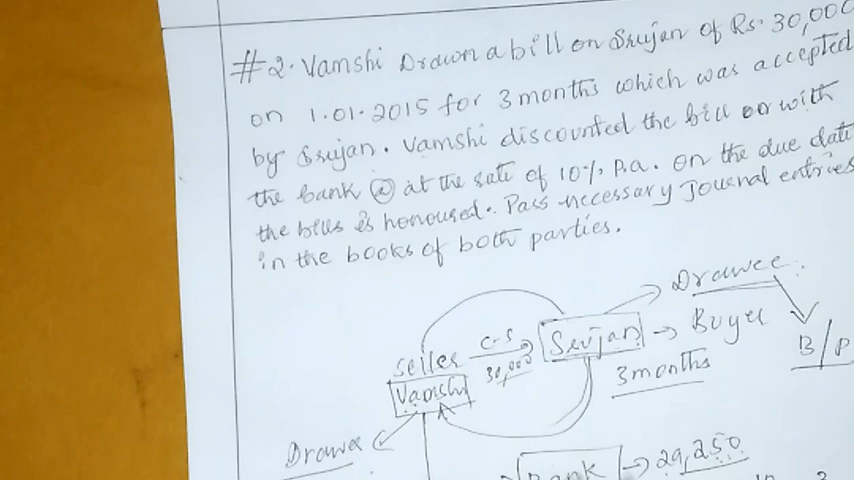 #2. Vamshi Drawn a bill on Srujan of Rs. 30,000
on 1.01.2015 for 3 months which was accepted
by Srujan. Vamshi discounted the bill with
the bank @ at the rate of 10% P.a. on the due date
the bills is honoured. Pass necessary Journal entries
in the books of both parties.
Drawee
Seller C.S Srujan → Buyer B/P
30,000 3 months
Vamshi
Drawer
Bank → 29,250